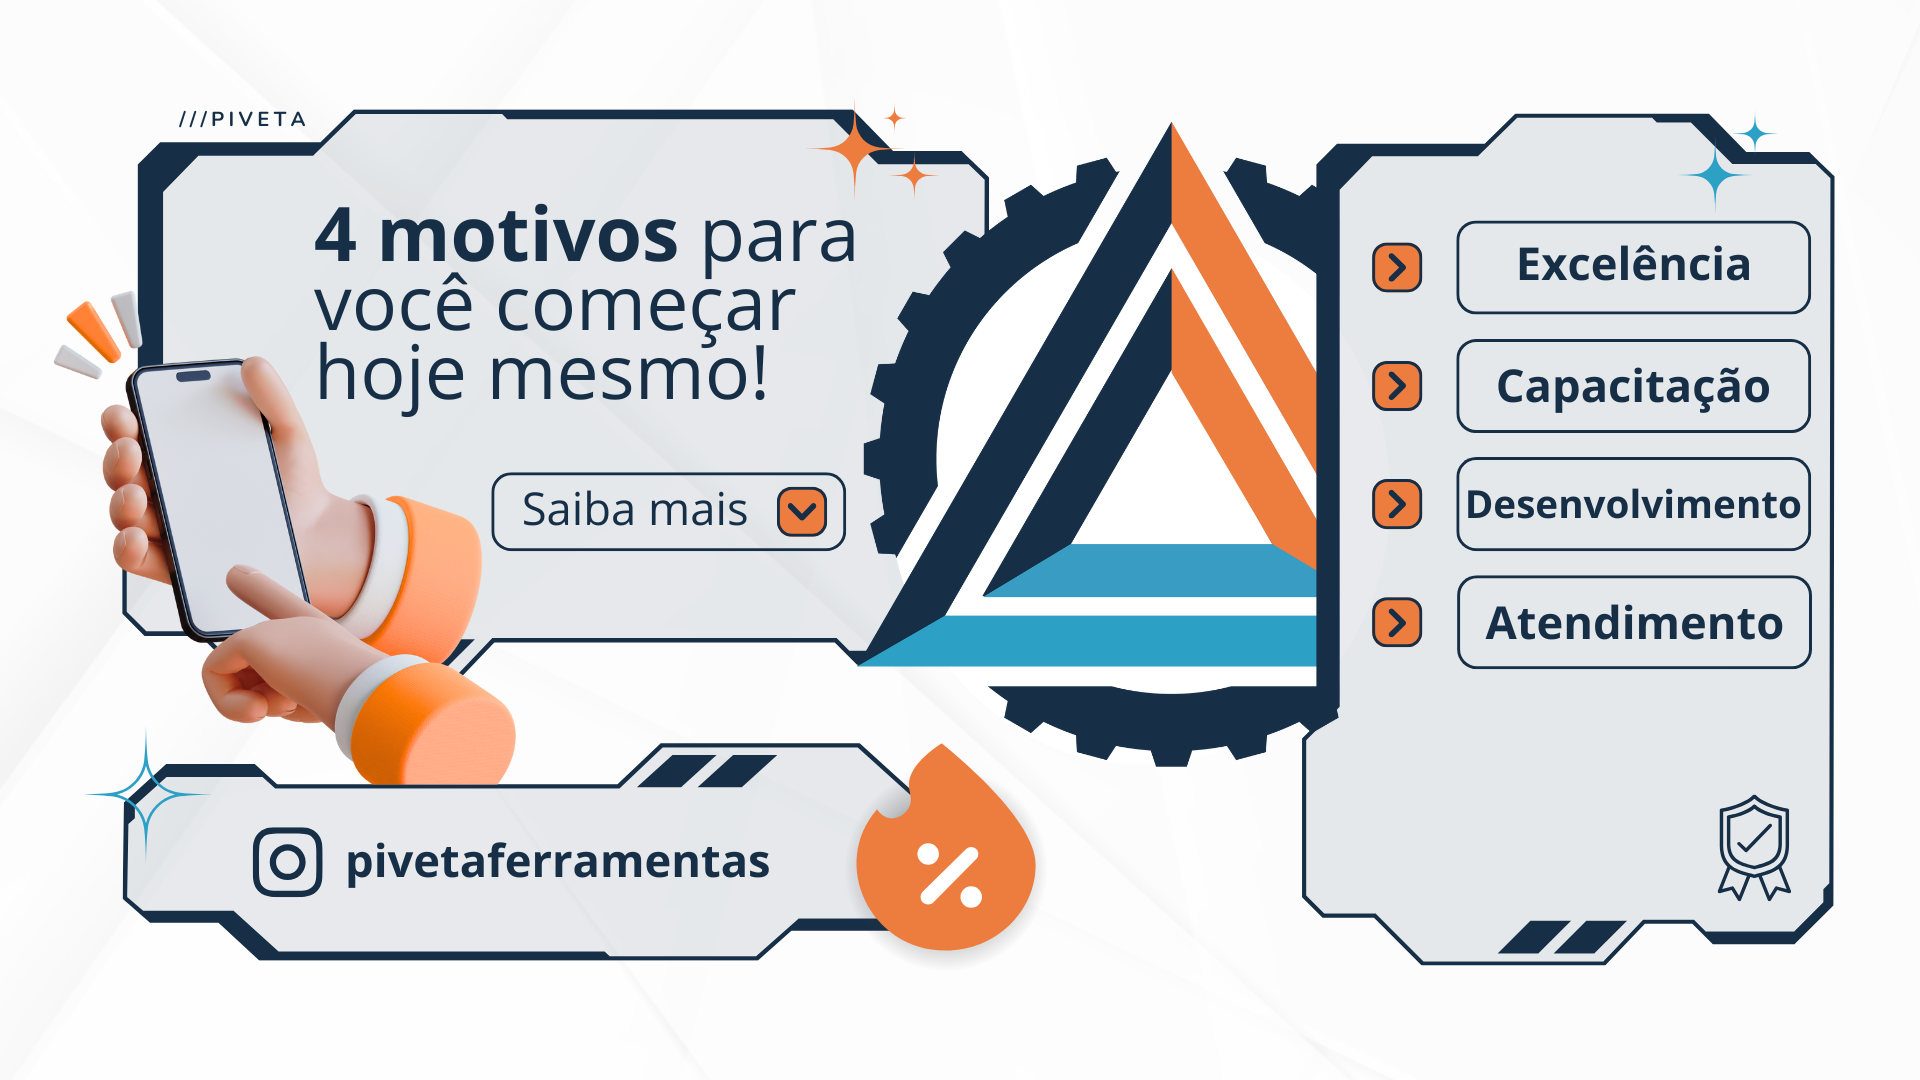 ///PIVETA
4 motivos para
você começar
hoje mesmo!
Saiba mais
pivetaferramentas
Excelência
Capacitação
Desenvolvimento
Atendimento